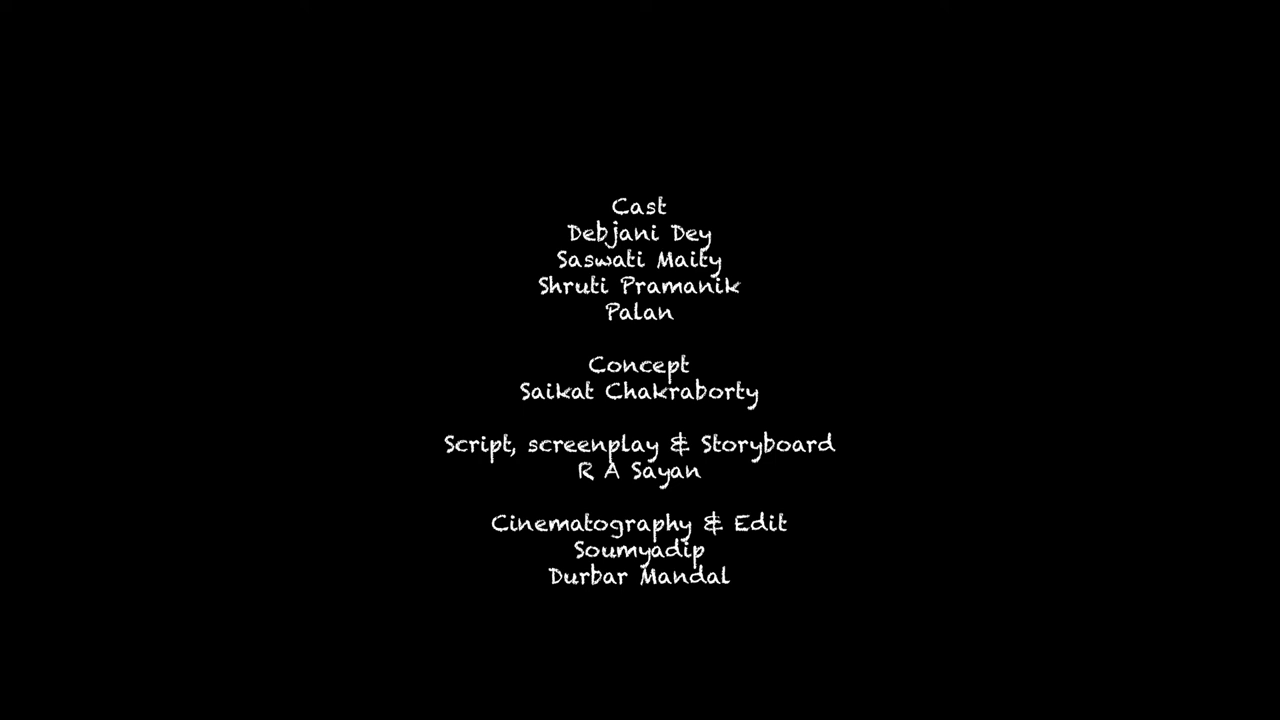 Cast
Debjani Dey
Saswati Maity
Shruti Pramanik
Palan
Concept
Saikat Chakraborty
Script, screenplay & Storyboard
R A Sayan
Cinematography & Edit
Soumyadip
Durbar Mandal